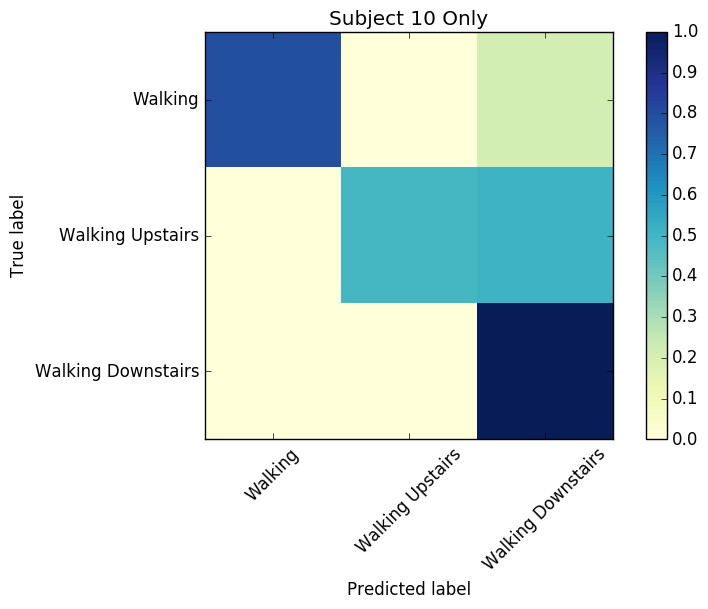 Subject 10 Only
True label
Walking
Walking Upstairs
Walking Downstairs
Walking
Walking Upstairs
Walking Downstairs
Predicted label
1.0
0.9
0.8
0.7
0.6
0.5
0.4
0.3
0.2
0.1
0.0